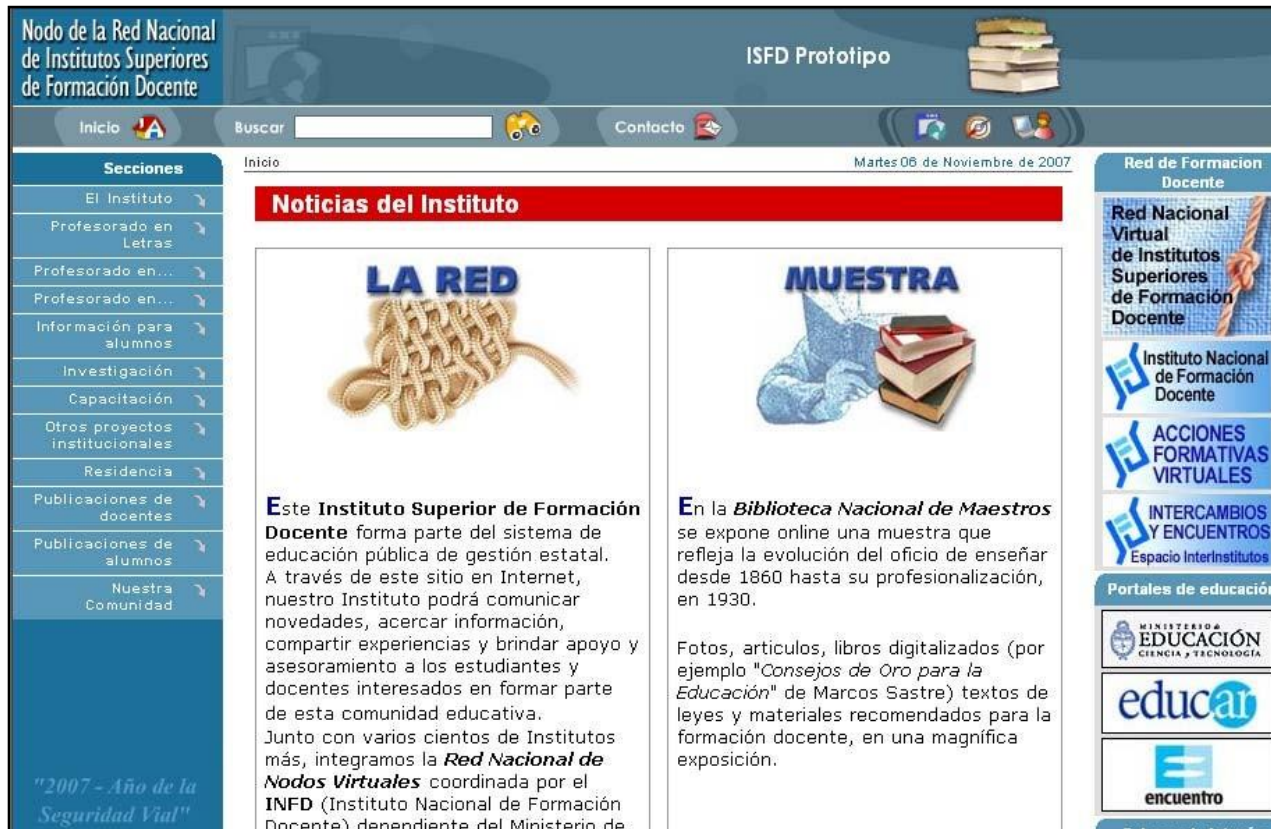 Nodo de la Red Nacional
de Institutos Superiores
de Formación Docente
ISFD Prototipo
Inicio
Buscar
Contacto
Secciones
El Instituto
Profesorado en
Letras
Profesorado en...
Profesorado en...
Información para
alumnos
Investigación
Capacitación
Otros proyectos
institucionales
Residencia
Publicaciones de
docentes
Publicaciones de
alumnos
Nuestra
Comunidad
"2007 - Año de la
Seguridad Vial"
Inicio
Martes 06 de Noviembre de 2007
Noticias del Instituto
LA RED
Este Instituto Superior de Formación
Docente forma parte del sistema de
educación pública de gestión estatal.
A través de este sitio en Internet,
nuestro Instituto podrá comunicar
novedades, acercar información,
compartir experiencias y brindar apoyo y
asesoramiento a los estudiantes y
docentes interesados en formar parte
de esta comunidad educativa.
Junto con varios cientos de Institutos
más, integramos la Red Nacional de
Nodos Virtuales coordinada por el
INFD (Instituto Nacional de Formación
Docente) dependiente del Ministerio de
MUESTRA
En la Biblioteca Nacional de Maestros
se expone online una muestra que
refleja la evolución del oficio de enseñar
desde 1860 hasta su profesionalización,
en 1930.
Fotos, articulos, libros digitalizados (por
ejemplo "Consejos de Oro para la
Educación" de Marcos Sastre) textos de
leyes y materiales recomendados para la
formación docente, en una magnífica
exposición.
Red de Formacion
Docente
Red Nacional
Virtual
de Institutos
Superiores
de Formación
Docente
Instituto Nacional
de Formación
Docente
ACCIONES
FORMATIVAS
VIRTUALES
INTERCAMBIOS
Y ENCUENTROS
Espacio InterInstitutos
Portales de educación
MINISTERIO de
EDUCACIÓN
CIENCIA y TECNOLOGÍA
educar
encuentro